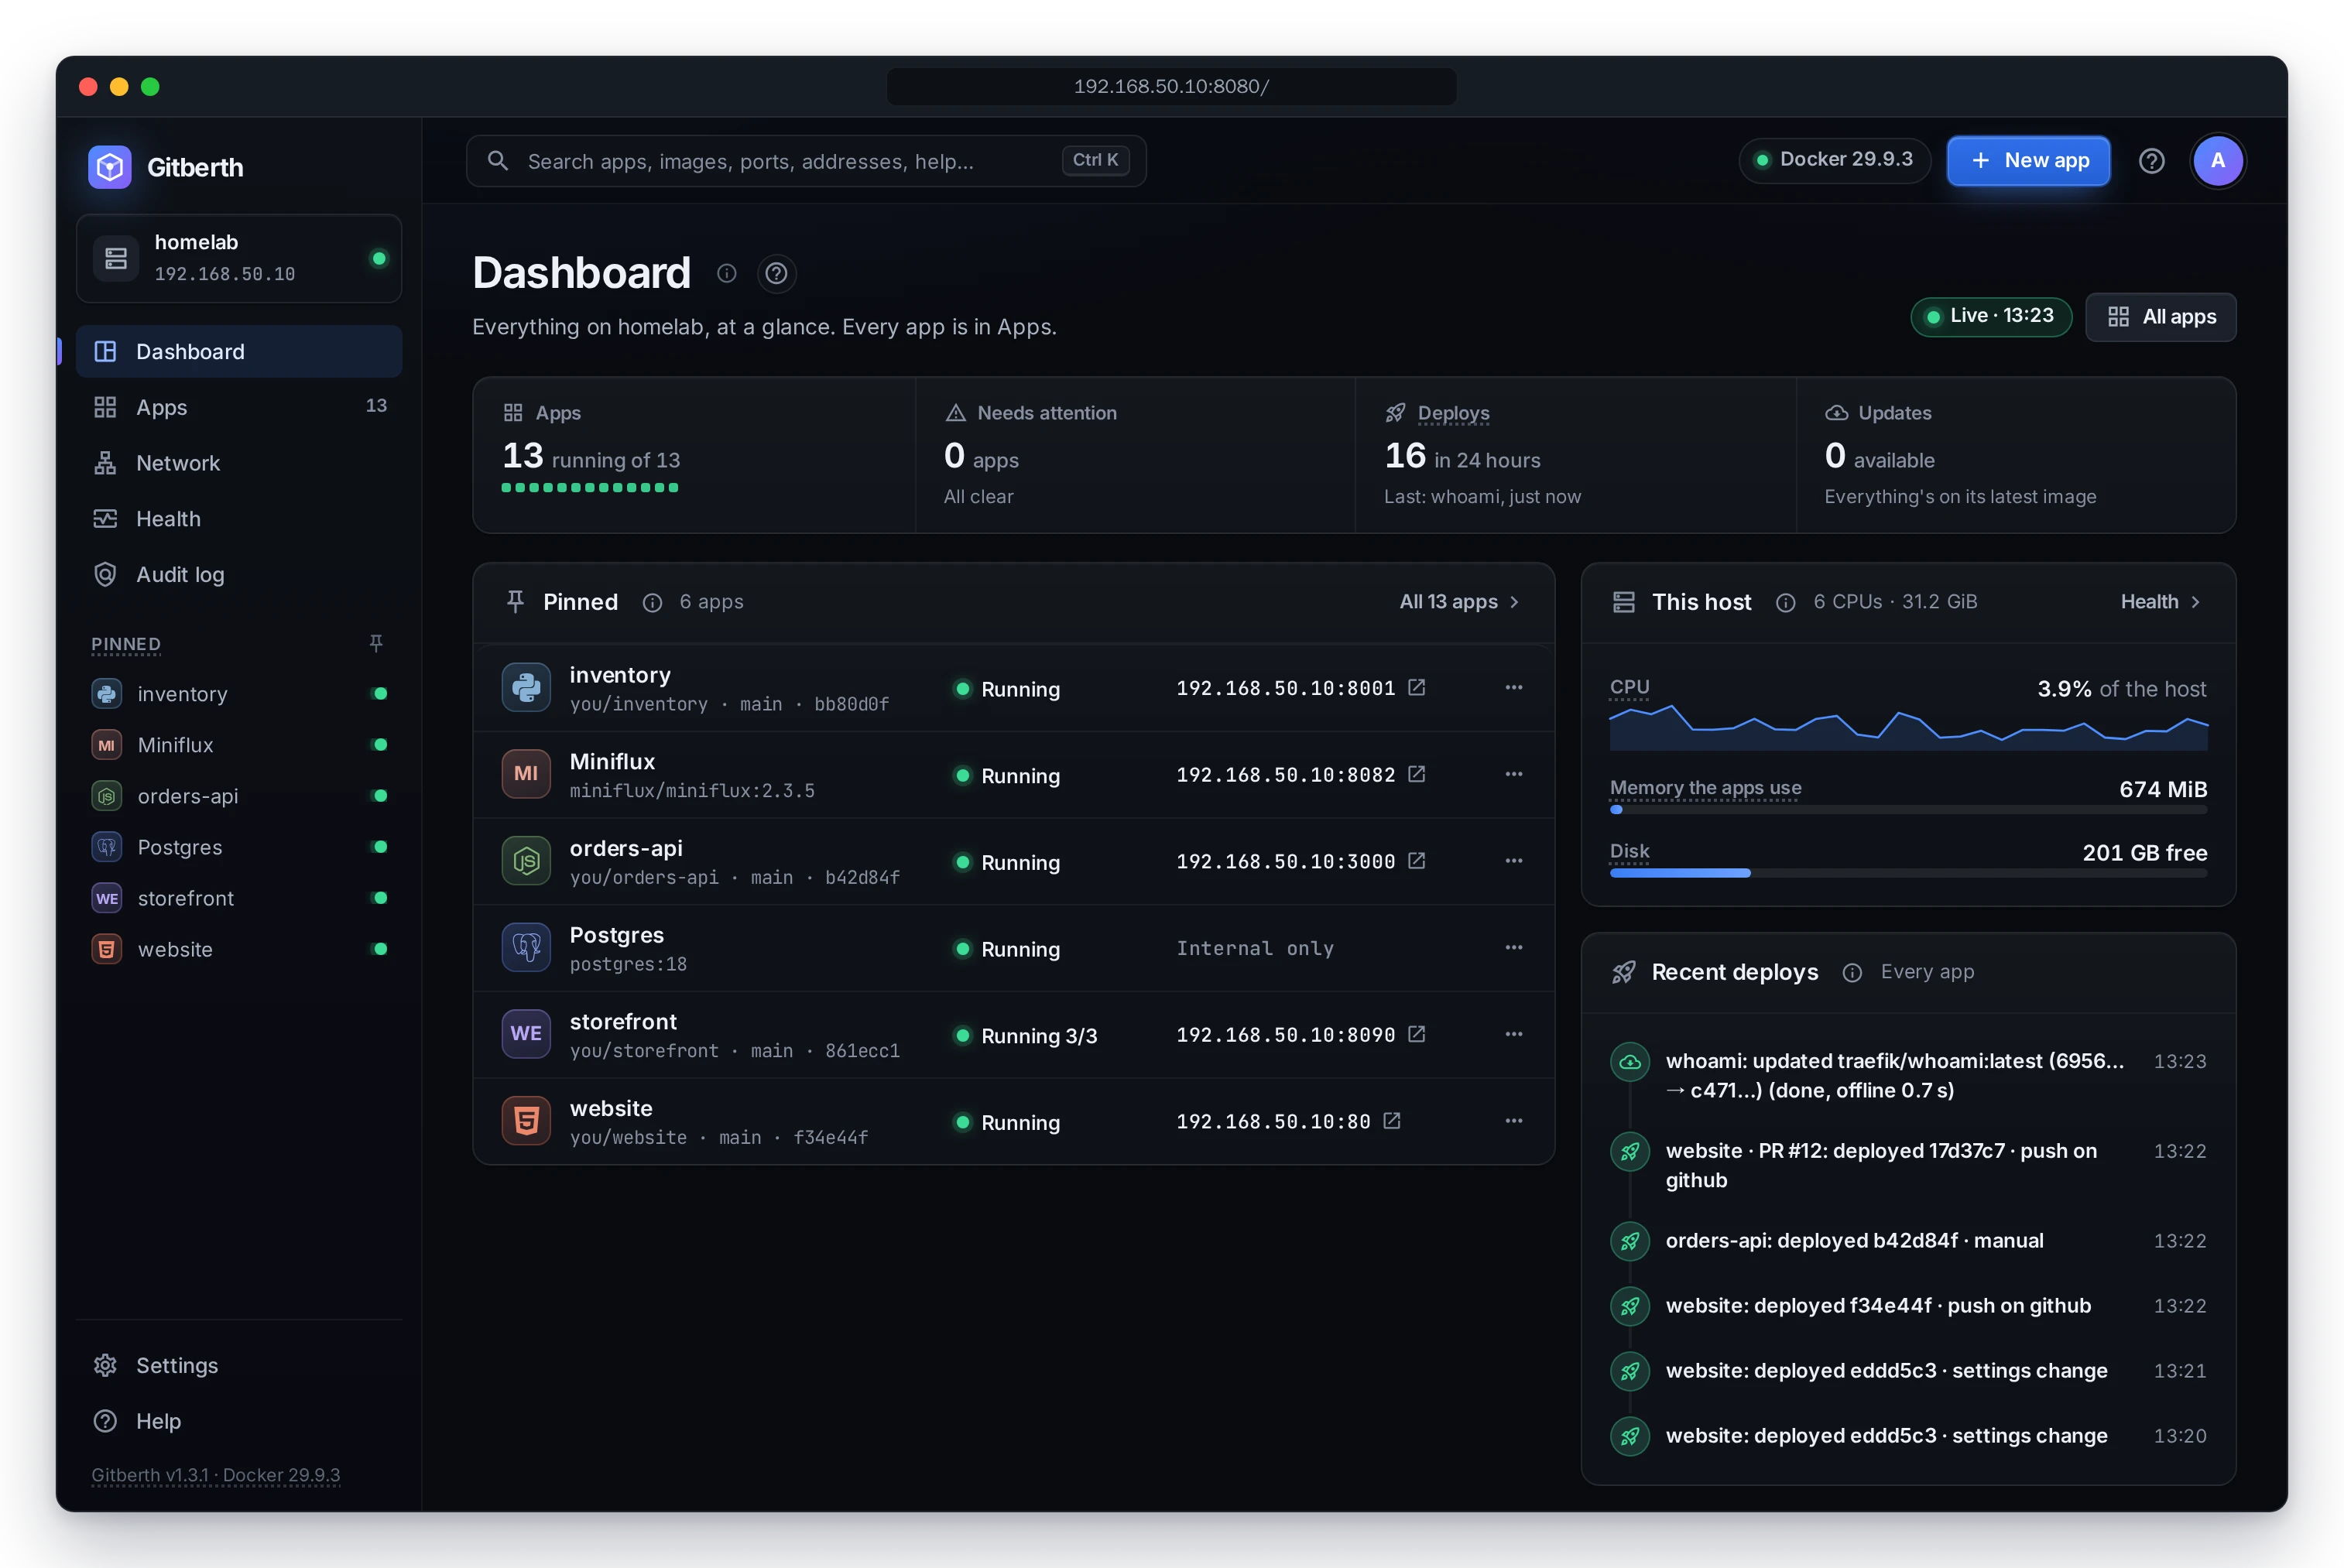 192.168.50.10:8080/
Gitberth
Search apps, images, ports, addresses, help...
Ctrl K
Docker 29.9.3
New app
A
homelab
192.168.50.10
Dashboard
Apps
13
Network
Health
Audit log
PINNED
inventory
MI
Miniflux
orders-api
Postgres
WE
storefront
website
Settings
Help
Gitberth v1.3.1 · Docker 29.9.3
Dashboard
Everything on homelab, at a glance. Every app is in Apps.
Live · 13:23
All apps
Apps
13 running of 13
Needs attention
0 apps
All clear
Deploys
16 in 24 hours
Last: whoami, just now
Updates
0 available
Everything's on its latest image
Pinned
6 apps
All 13 apps
inventory
you/inventory · main · bb80d0f
Running
192.168.50.10:8001
MI
Miniflux
miniflux/miniflux:2.3.5
Running
192.168.50.10:8082
orders-api
you/orders-api · main · b42d84f
Running
192.168.50.10:3000
Postgres
postgres:18
Running
Internal only
WE
storefront
you/storefront · main · 861ecc1
Running 3/3
192.168.50.10:8090
website
you/website · main · f34e44f
Running
192.168.50.10:80
This host
6 CPUs · 31.2 GiB
Health
CPU
3.9% of the host
Memory the apps use
674 MiB
Disk
201 GB free
Recent deploys
Every app
whoami: updated traefik/whoami:latest (6956…
→ c471…) (done, offline 0.7 s)
13:23
website · PR #12: deployed 17d37c7 · push on
github
13:22
orders-api: deployed b42d84f · manual
13:22
website: deployed f34e44f · push on github
13:22
website: deployed eddd5c3 · settings change
13:21
website: deployed eddd5c3 · settings change
13:20